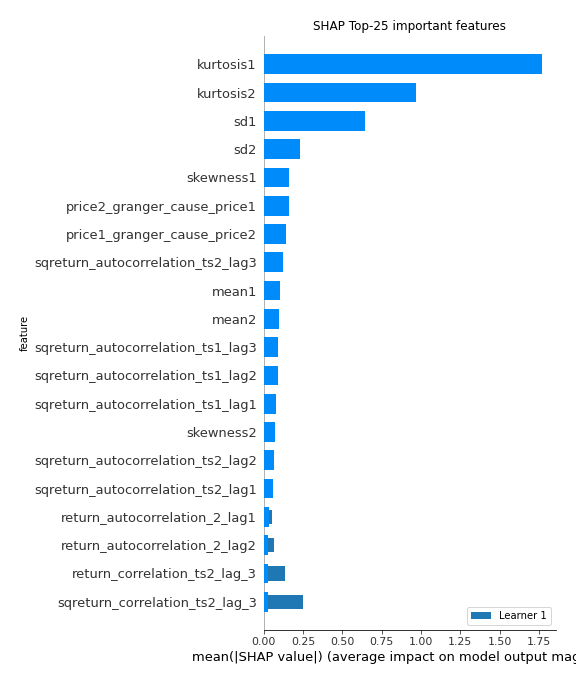 SHAP Top-25 important features
kurtosis1
kurtosis2
sd1
sd2
skewness1
price2_granger_cause_price1
price1_granger_cause_price2
sqreturn_autocorrelation_ts2_lag3
mean1
mean2
feature
sqreturn_autocorrelation_ts1_lag3
sqreturn_autocorrelation_ts1_lag2
sqreturn_autocorrelation_ts1_lag1
skewness2
sqreturn_autocorrelation_ts2_lag2
sqreturn_autocorrelation_ts2_lag1
return_autocorrelation_2_lag1
return_autocorrelation_2_lag2
return_correlation_ts2_lag_3
sqreturn_correlation_ts2_lag_3
Learner 1
0.00 0.25 0.50 0.75 1.00 1.25 1.50 1.75
mean(|SHAP value|) (average impact on model output mag